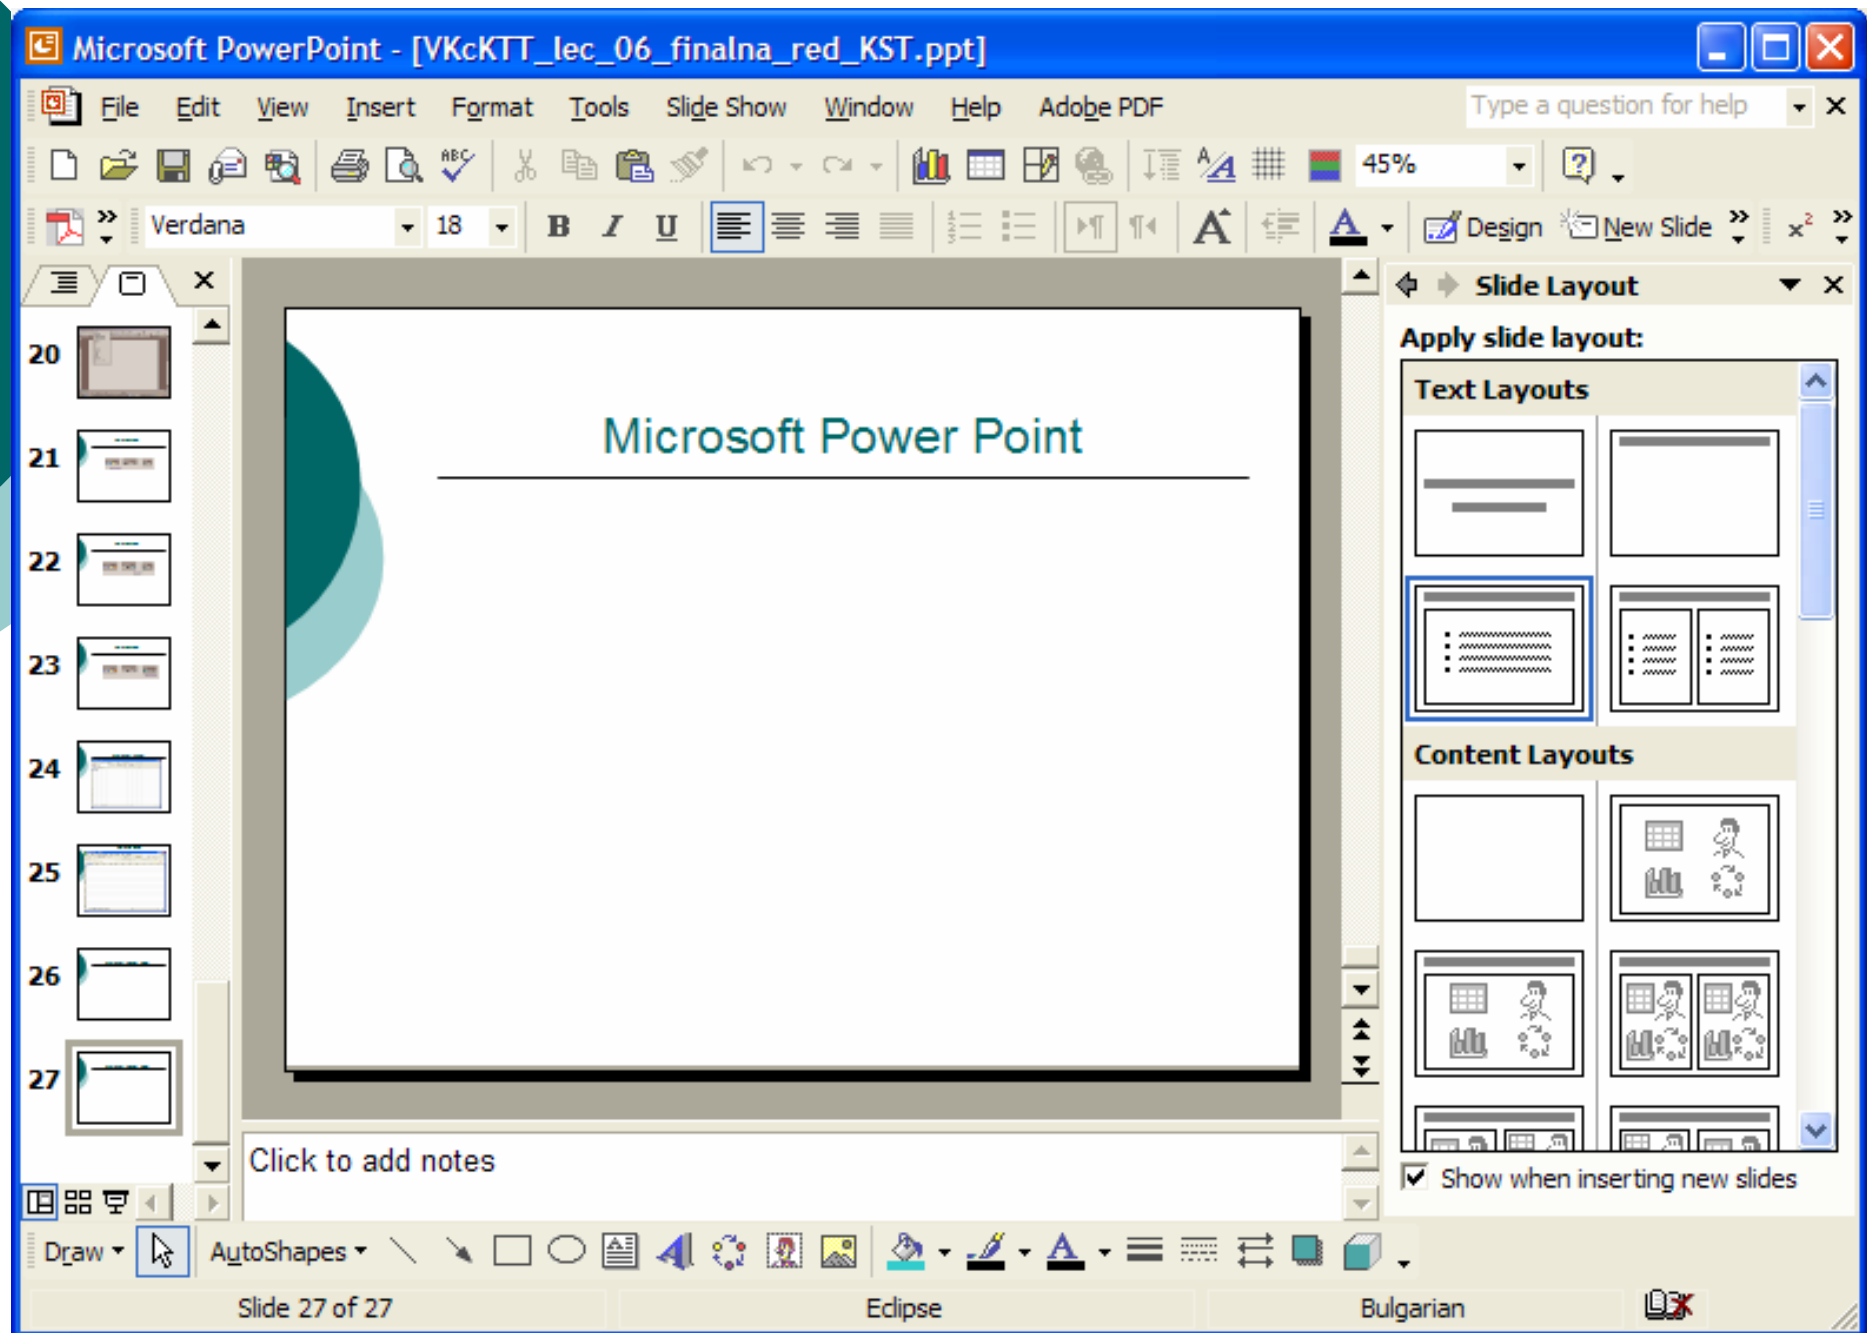 Microsoft PowerPoint - [VKcKTT_lec_06_finalna_red_KST.ppt]
File Edit View Insert Format Tools Slide Show Window Help Adobe PDF Type a question for help
ABC 45%
Verdana 18 B I U Design New Slide x²
Slide Layout
Apply slide layout:
Text Layouts
20
21
22
23
24
25
26
27
Microsoft Power Point
Content Layouts
Click to add notes
Show when inserting new slides
Draw AutoShapes
Slide 27 of 27 Eclipse Bulgarian